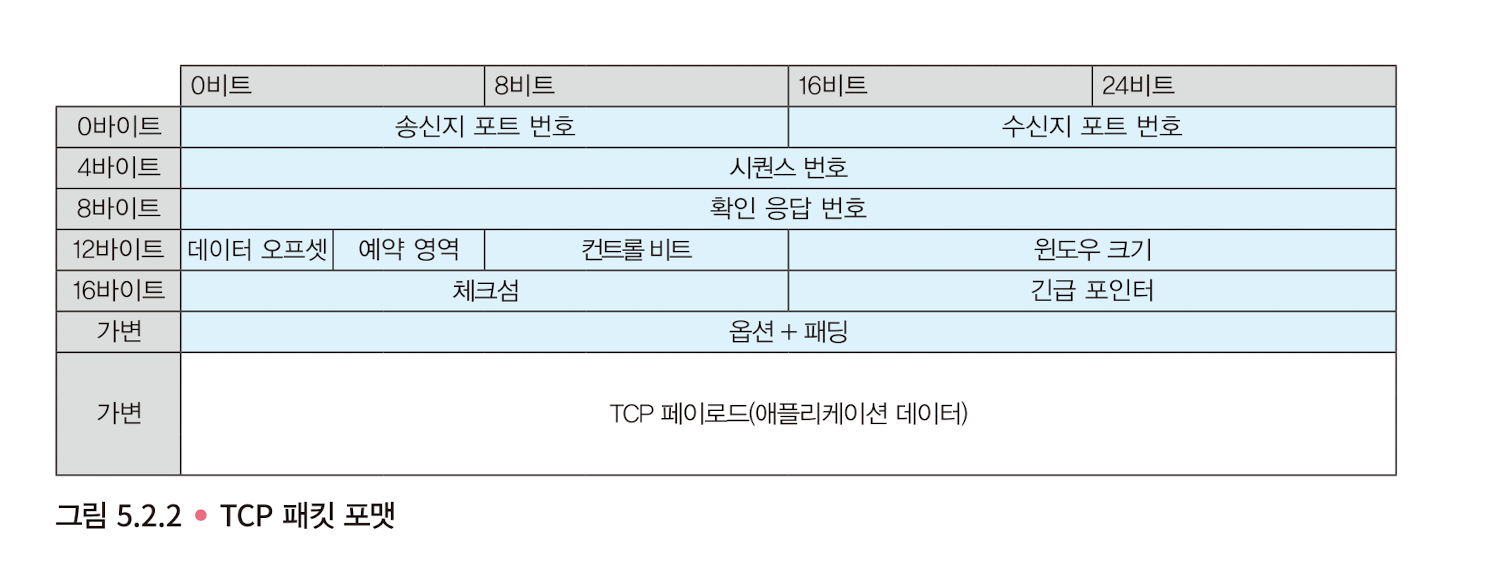 0비트 8비트 16비트 24비트
0바이트 송신지 포트 번호 수신지 포트 번호
4바이트 시퀀스 번호
8바이트 확인 응답 번호
12바이트 데이터 오프셋 예약 영역 컨트롤 비트 윈도우 크기
16바이트 체크섬 긴급 포인터
가변 옵션 + 패딩
가변 TCP 페이로드(애플리케이션 데이터)
그림 5.2.2 • TCP 패킷 포맷